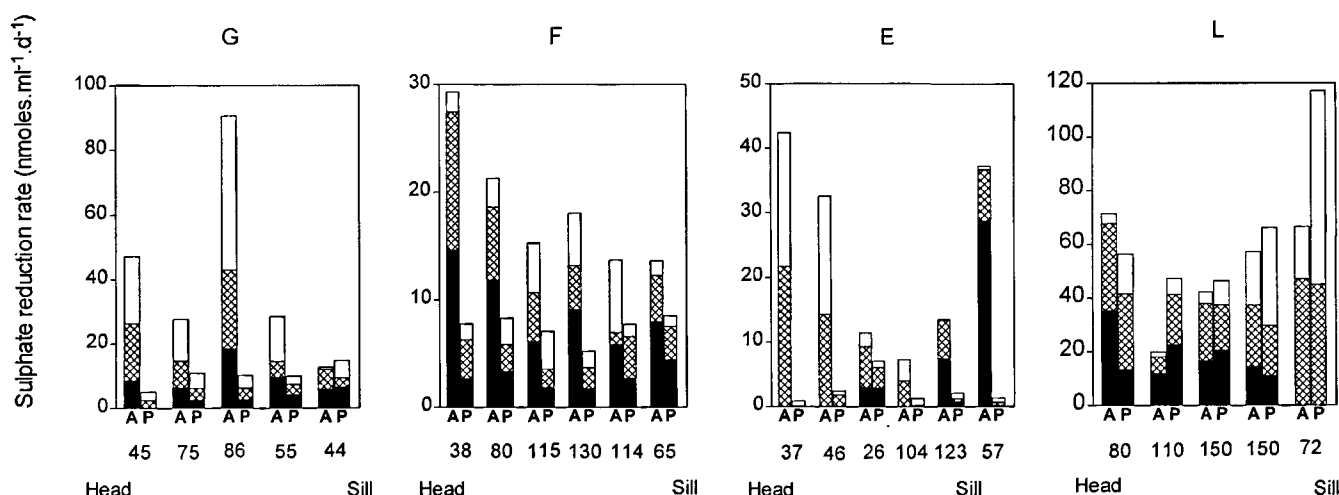 Sulphate reduction rate (nmoles.ml-1.d-1)
G
100
80
60
40
20
0
A P A P A P A P A P
45 75 86 55 44
Head Sill
F
30
20
10
0
A P A P A P A P A P A P
38 80 115 130 114 65
Head Sill
E
50
40
30
20
10
0
A P A P A P A P A P A P
37 46 26 104 123 57
Head Sill
L
120
100
80
60
40
20
0
A P A P A P A P A P
80 110 150 150 72
Head Sill